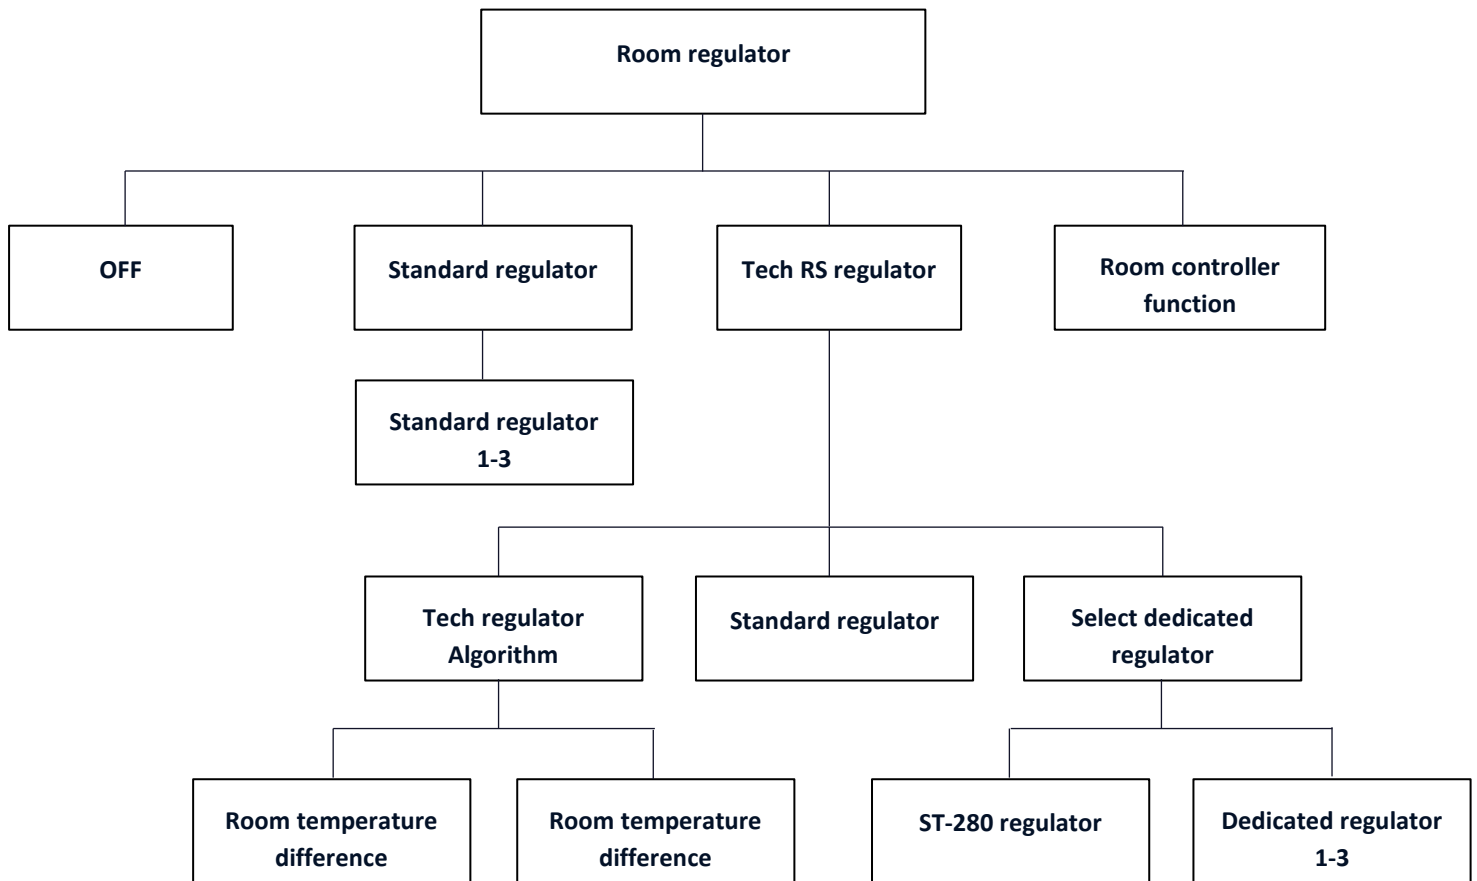 Room regulator
OFF
Standard regulator
Tech RS regulator
Room controller
function
Standard regulator
1-3
Tech regulator
Algorithm
Standard regulator
Select dedicated
regulator
Room temperature
difference
Room temperature
difference
ST-280 regulator
Dedicated regulator
1-3